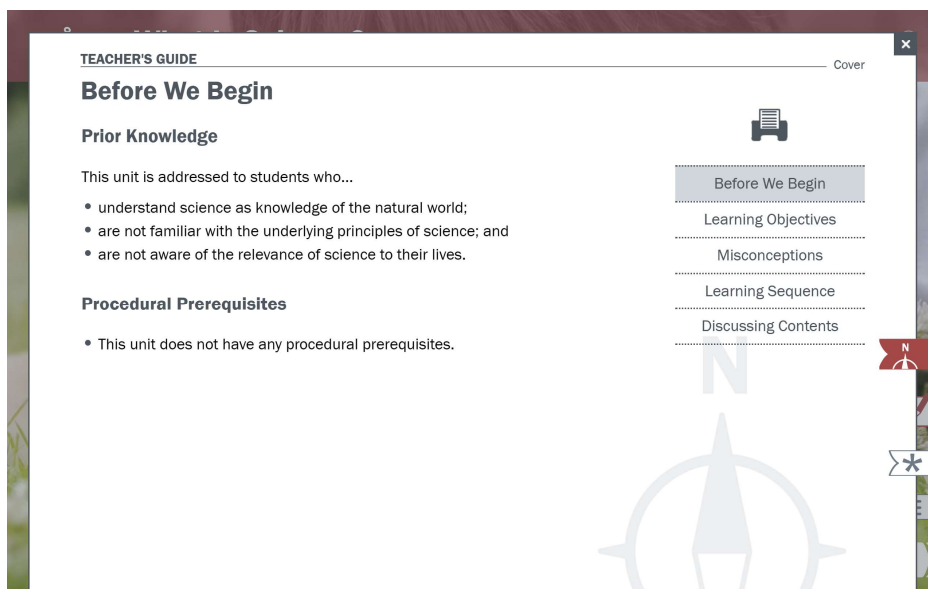 TEACHER'S GUIDE
Cover
Before We Begin
Prior Knowledge
This unit is addressed to students who...
• understand science as knowledge of the natural world;
• are not familiar with the underlying principles of science; and
• are not aware of the relevance of science to their lives.
Procedural Prerequisites
• This unit does not have any procedural prerequisites.
Before We Begin
Learning Objectives
Misconceptions
Learning Sequence
Discussing Contents
N
N